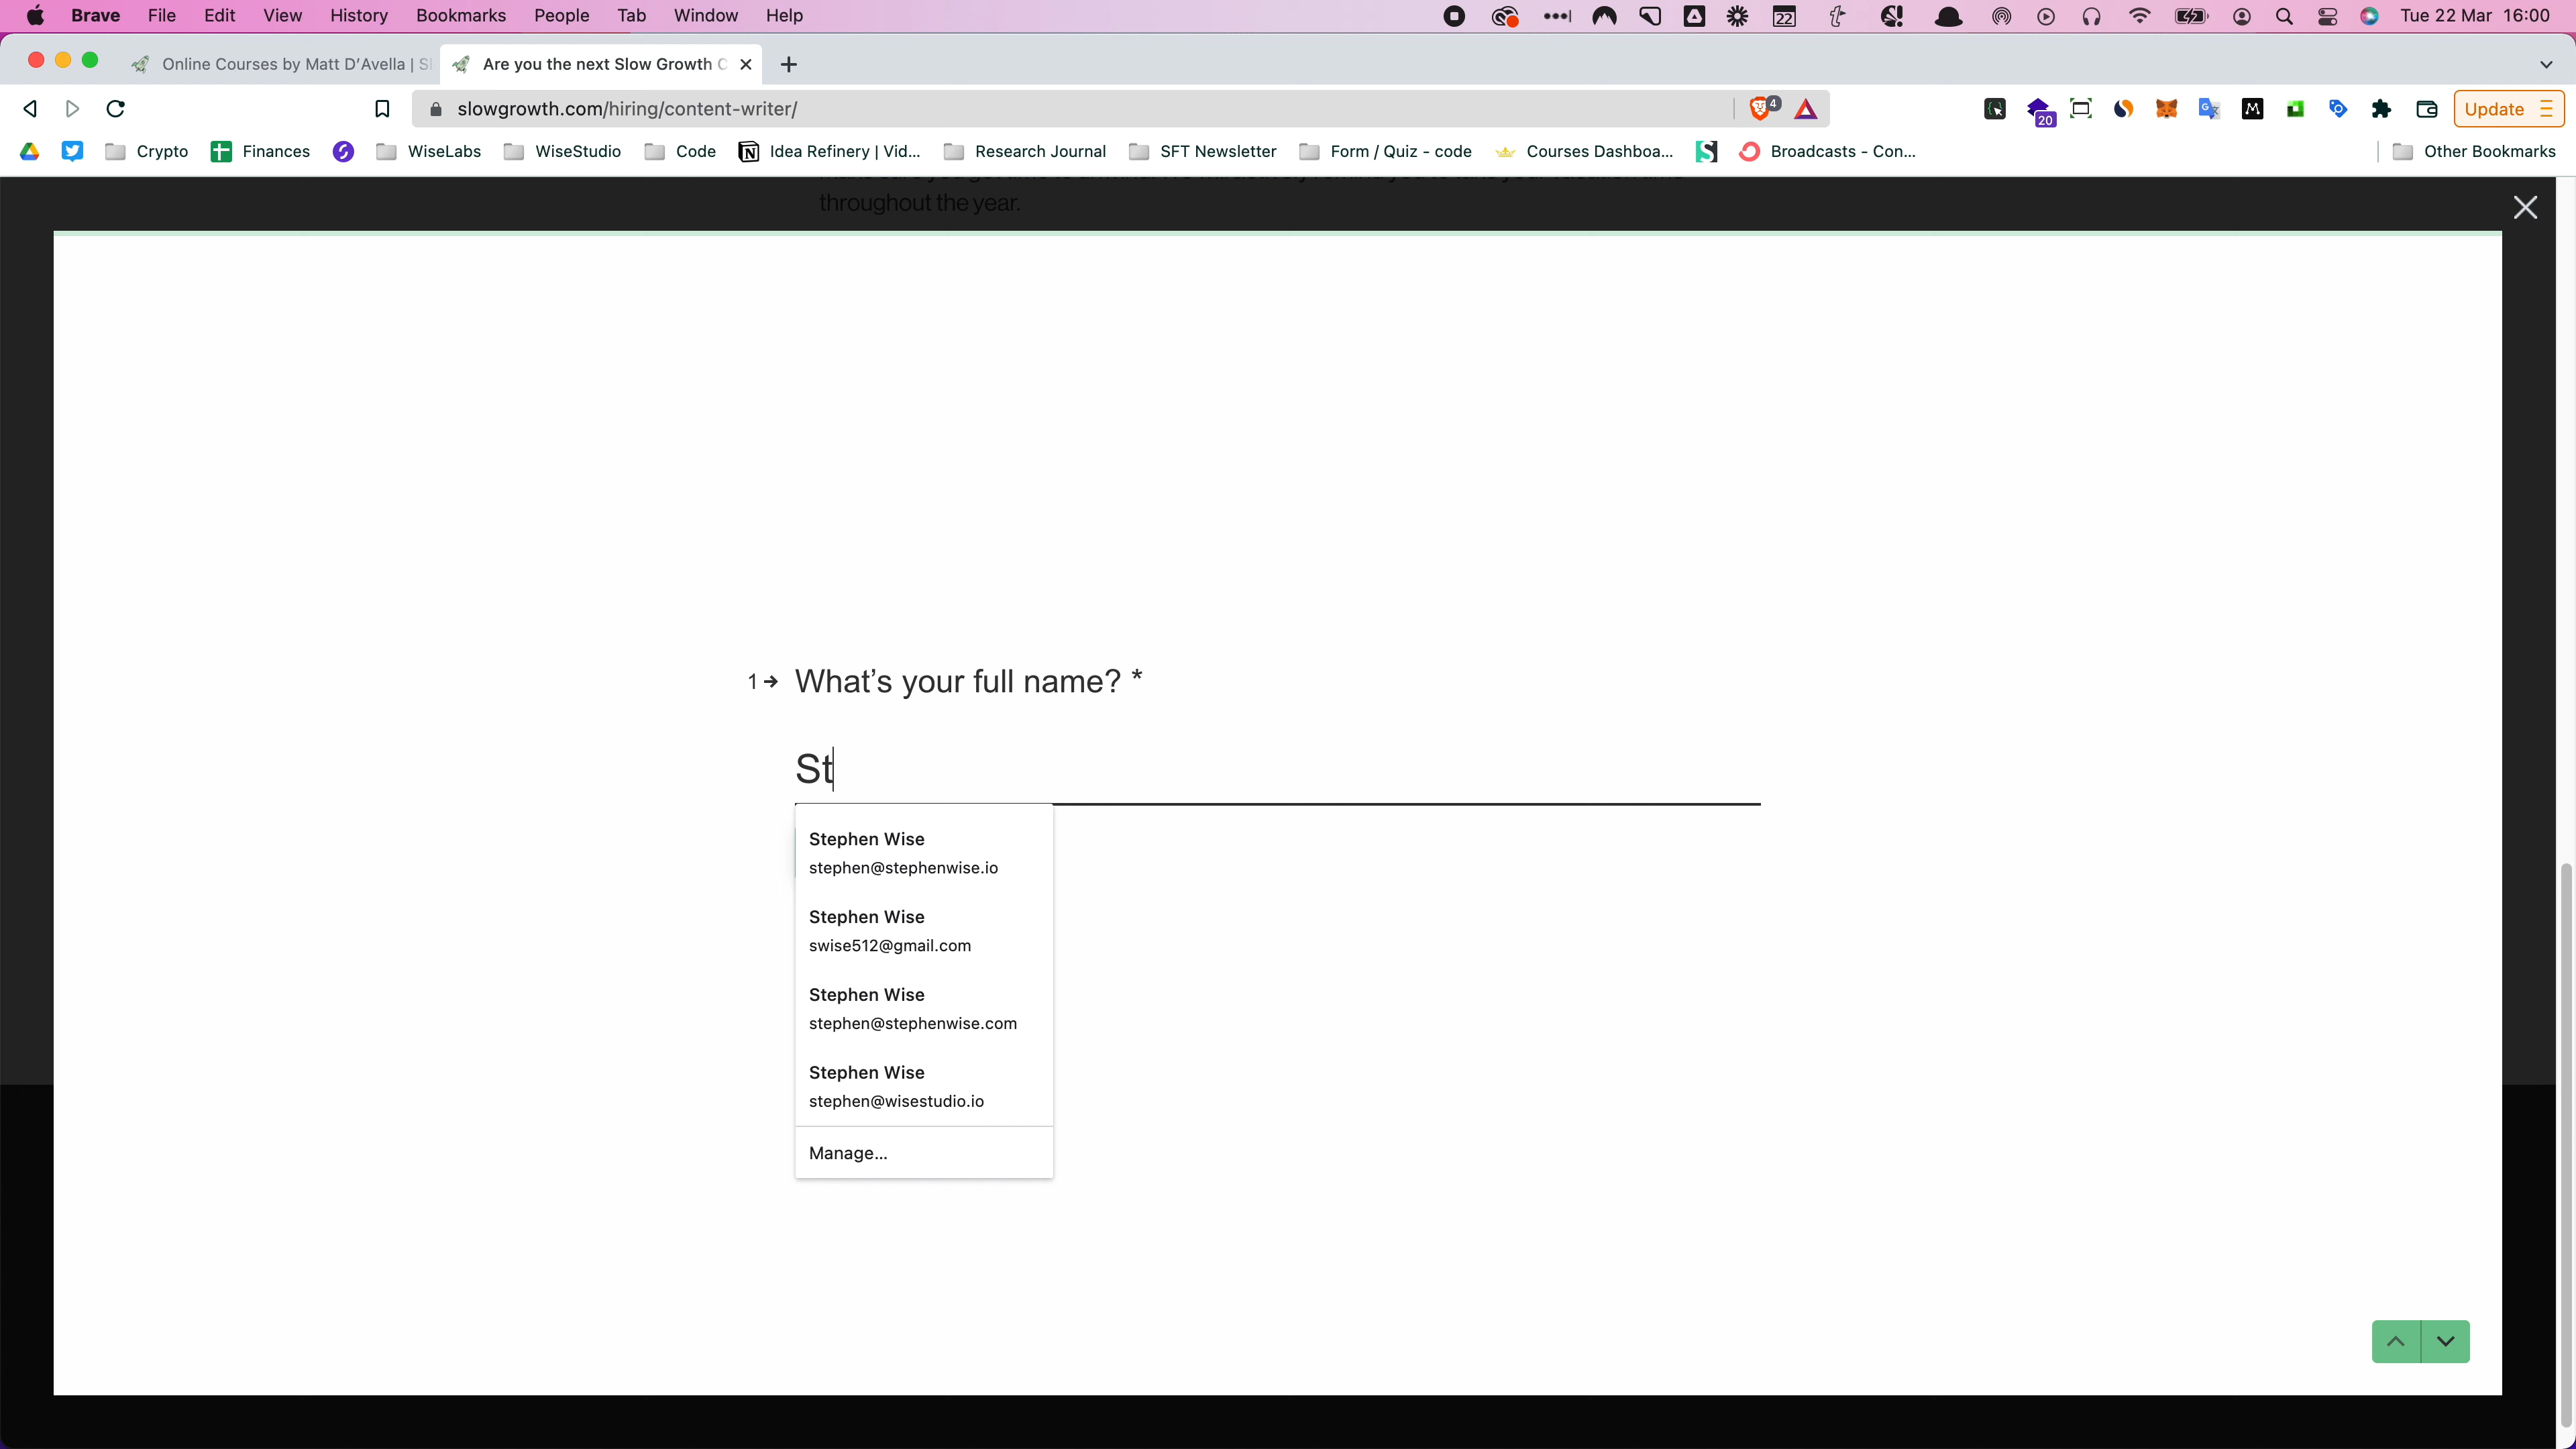 Brave File Edit View History Bookmarks People Tab Window Help 22 Tue 22 Mar 16:00
Online Courses by Matt D'Avella | Sl Are you the next Slow Growth C
slowgrowth.com/hiring/content-writer/ 4 20 Update
Crypto Finances WiseLabs WiseStudio Code Idea Refinery | Vid... Research Journal SFT Newsletter Form / Quiz - code Courses Dashboa... Broadcasts - Con... Other Bookmarks
throughout the year.
1 What's your full name? *
St
Stephen Wise
stephen@stephenwise.io
Stephen Wise
swise512@gmail.com
Stephen Wise
stephen@stephenwise.com
Stephen Wise
stephen@wisestudio.io
Manage...